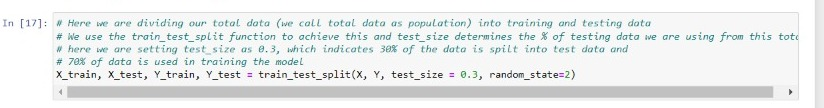 In [17]: # Here we are dividing our total data (we call total data as population) into training and testing data
# We use the train_test_split function to achieve this and test_size determines the % of testing data we are using from this
# here we are setting test_size as 0.3, which indicates 30% of the data is spilt into test data and
# 70% of data is used in training the model
X_train, X_test, Y_train, Y_test = train_test_split(X, Y, test_size = 0.3, random_state=2)